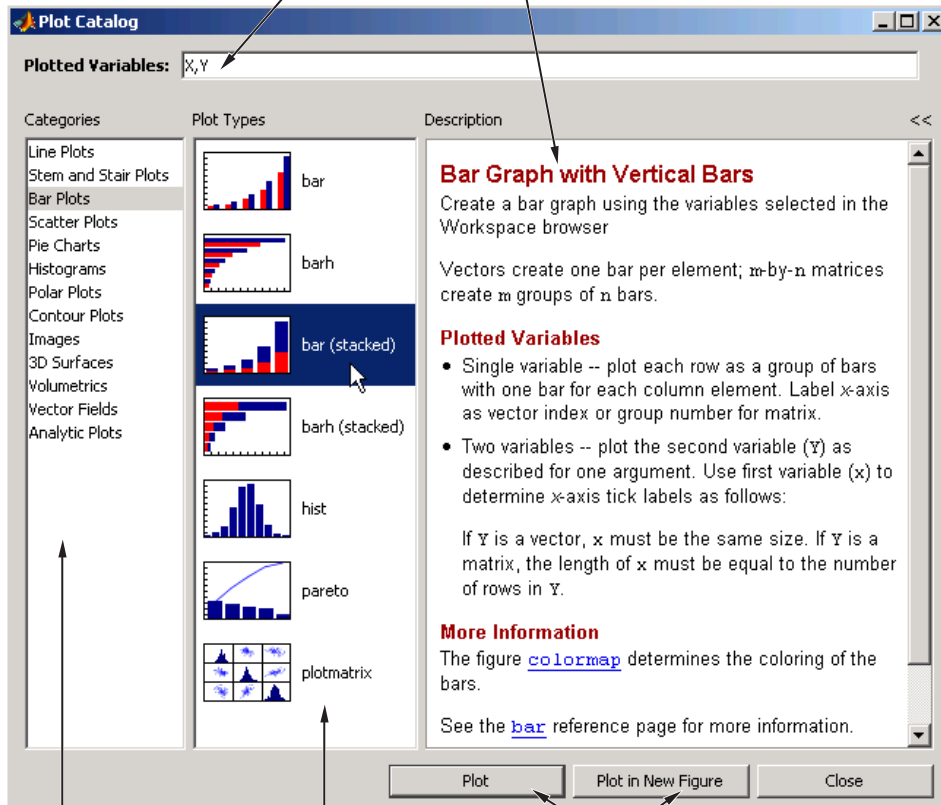 Plot Catalog
Plotted Variables: X,Y
Categories
Plot Types
Description
<<
Line Plots
Stem and Stair Plots
Bar Plots
Scatter Plots
Pie Charts
Histograms
Polar Plots
Contour Plots
Images
3D Surfaces
Volumetrics
Vector Fields
Analytic Plots
bar
barh
bar (stacked)
barh (stacked)
hist
pareto
plotmatrix
Bar Graph with Vertical Bars
Create a bar graph using the variables selected in the
Workspace browser
Vectors create one bar per element; m-by-n matrices
create m groups of n bars.
Plotted Variables
• Single variable -- plot each row as a group of bars
with one bar for each column element. Label x-axis
as vector index or group number for matrix.
• Two variables -- plot the second variable (Y) as
described for one argument. Use first variable (x) to
determine x-axis tick labels as follows:
If Y is a vector, x must be the same size. If Y is a
matrix, the length of x must be equal to the number
of rows in Y.
More Information
The figure colormap determines the coloring of the
bars.
See the bar reference page for more information.
Plot
Plot in New Figure
Close